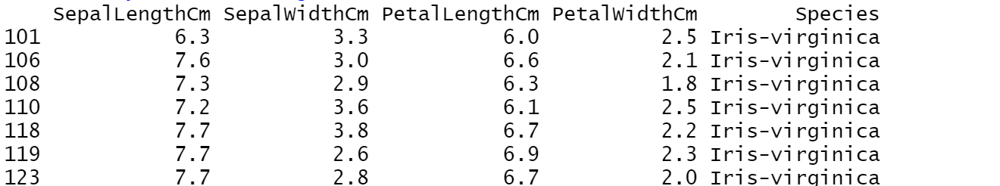 SepalLengthCm SepalWidthCm PetalLengthCm PetalWidthCm Species
101 6.3 3.3 6.0 2.5 Iris-virginica
106 7.6 3.0 6.6 2.1 Iris-virginica
108 7.3 2.9 6.3 1.8 Iris-virginica
110 7.2 3.6 6.1 2.5 Iris-virginica
118 7.7 3.8 6.7 2.2 Iris-virginica
119 7.7 2.6 6.9 2.3 Iris-virginica
123 7.7 2.8 6.7 2.0 Iris-virginica